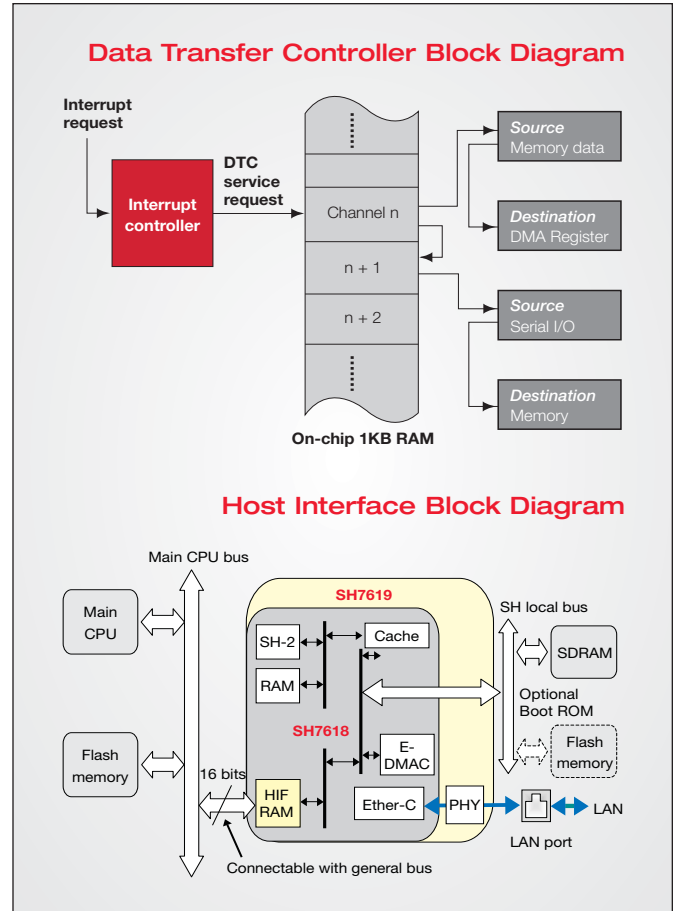 Data Transfer Controller Block Diagram
Interrupt
request
Interrupt
controller
DTC
service
request
Channel n
n + 1
n + 2
On-chip 1KB RAM
Source
Memory data
Destination
DMA Register
Source
Serial I/O
Destination
Memory
Host Interface Block Diagram
Main CPU bus
Main
CPU
Flash
memory
16 bits
Connectable with general bus
SH7619
SH-2
Cache
RAM
SH7618
HIF
RAM
E-
DMAC
Ether-C
PHY
SH local bus
SDRAM
Optional
Boot ROM
Flash
memory
LAN
LAN port